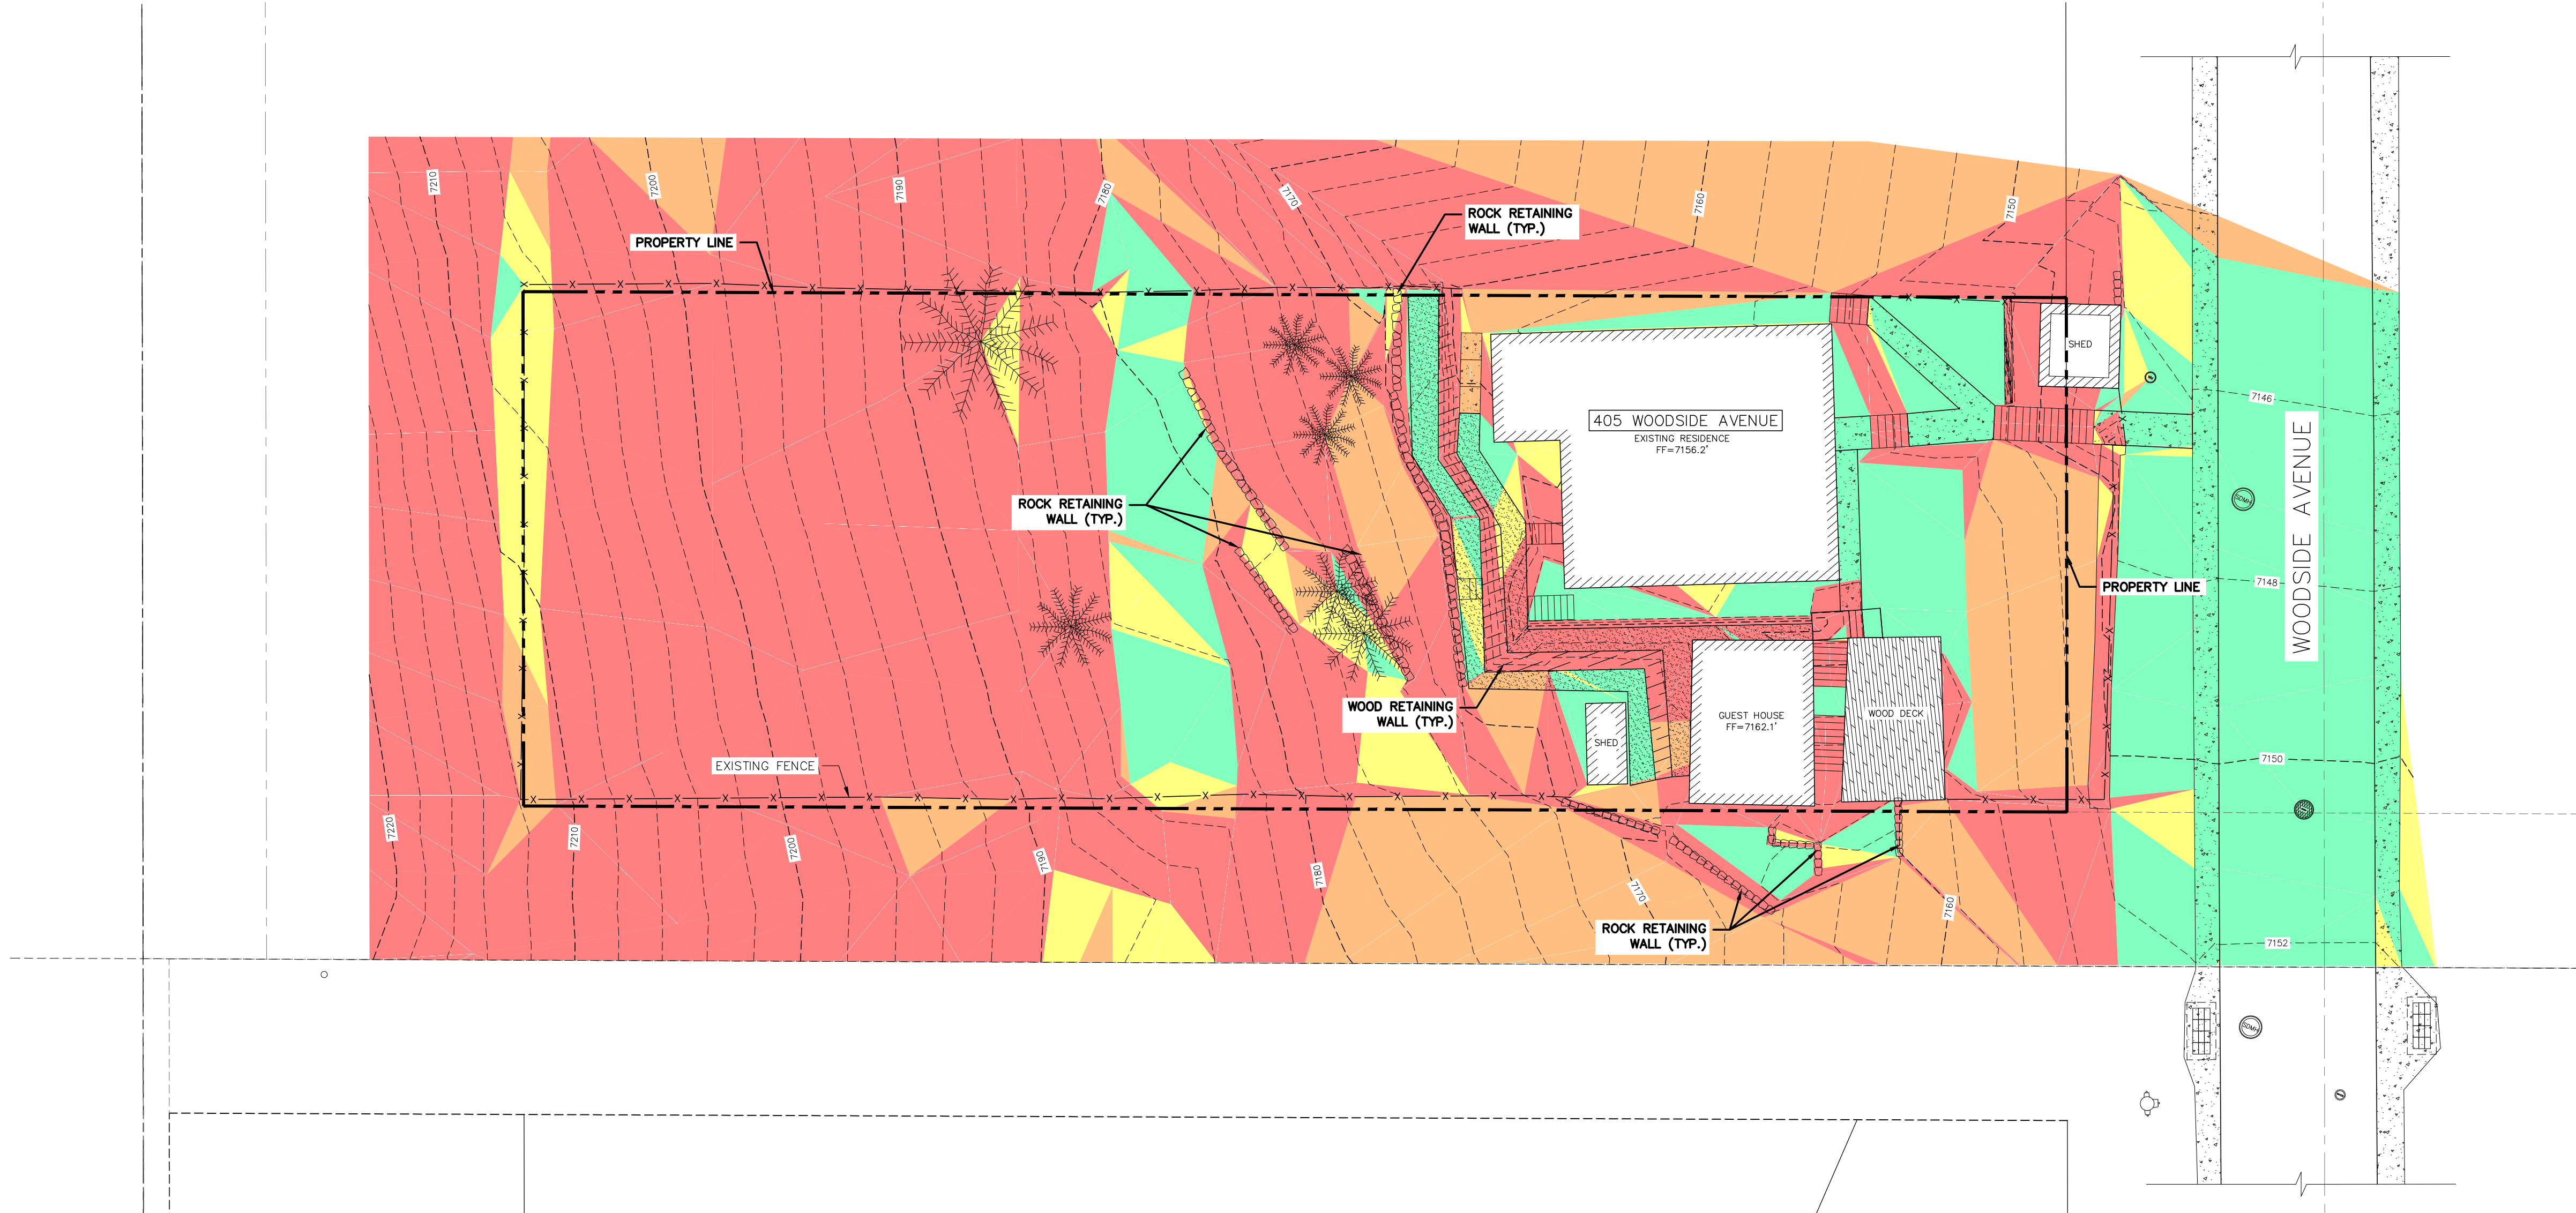 7210
7200
7190
7180
7170
7160
7150
ROCK RETAINING
WALL (TYP.)
PROPERTY LINE
SHED
7146
405 WOODSIDE AVENUE
EXISTING RESIDENCE
FF=7156.2'
WOODSIDE AVENUE
SDMH
ROCK RETAINING
WALL (TYP.)
7148
PROPERTY LINE
WOOD RETAINING
WALL (TYP.)
GUEST HOUSE
FF=7162.1'
WOOD DECK
SHED
7150
EXISTING FENCE
7220
7210
7200
7190
7180
7170
7160
ROCK RETAINING
WALL (TYP.)
7152
SDMH